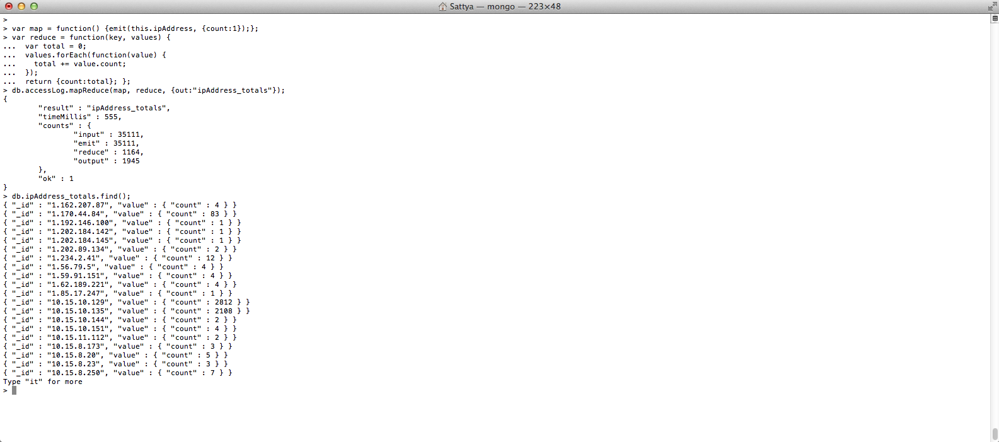 Sattya — mongo — 223×48
>
> var map = function() {emit(this.ipAddress, {count:1});};
> var reduce = function(key, values) {
...  var total = 0;
...  values.forEach(function(value) {
...    total += value.count;
...  });
...  return {count:total}; };
> db.accessLog.mapReduce(map, reduce, {out:"ipAddress_totals"});
{
        "result" : "ipAddress_totals",
        "timeMillis" : 555,
        "counts" : {
                "input" : 35111,
                "emit" : 35111,
                "reduce" : 1164,
                "output" : 1945
        },
        "ok" : 1
}
> db.ipAddress_totals.find();
{ "_id" : "1.162.207.87", "value" : { "count" : 4 } }
{ "_id" : "1.170.44.84", "value" : { "count" : 83 } }
{ "_id" : "1.192.146.100", "value" : { "count" : 1 } }
{ "_id" : "1.202.184.142", "value" : { "count" : 1 } }
{ "_id" : "1.202.184.145", "value" : { "count" : 1 } }
{ "_id" : "1.202.89.134", "value" : { "count" : 2 } }
{ "_id" : "1.234.2.41", "value" : { "count" : 12 } }
{ "_id" : "1.56.79.5", "value" : { "count" : 4 } }
{ "_id" : "1.59.91.151", "value" : { "count" : 4 } }
{ "_id" : "1.62.189.221", "value" : { "count" : 4 } }
{ "_id" : "1.85.17.247", "value" : { "count" : 1 } }
{ "_id" : "10.15.10.129", "value" : { "count" : 2812 } }
{ "_id" : "10.15.10.135", "value" : { "count" : 2108 } }
{ "_id" : "10.15.10.144", "value" : { "count" : 2 } }
{ "_id" : "10.15.10.151", "value" : { "count" : 4 } }
{ "_id" : "10.15.11.112", "value" : { "count" : 2 } }
{ "_id" : "10.15.8.173", "value" : { "count" : 3 } }
{ "_id" : "10.15.8.20", "value" : { "count" : 5 } }
{ "_id" : "10.15.8.23", "value" : { "count" : 3 } }
{ "_id" : "10.15.8.250", "value" : { "count" : 7 } }
Type "it" for more
>